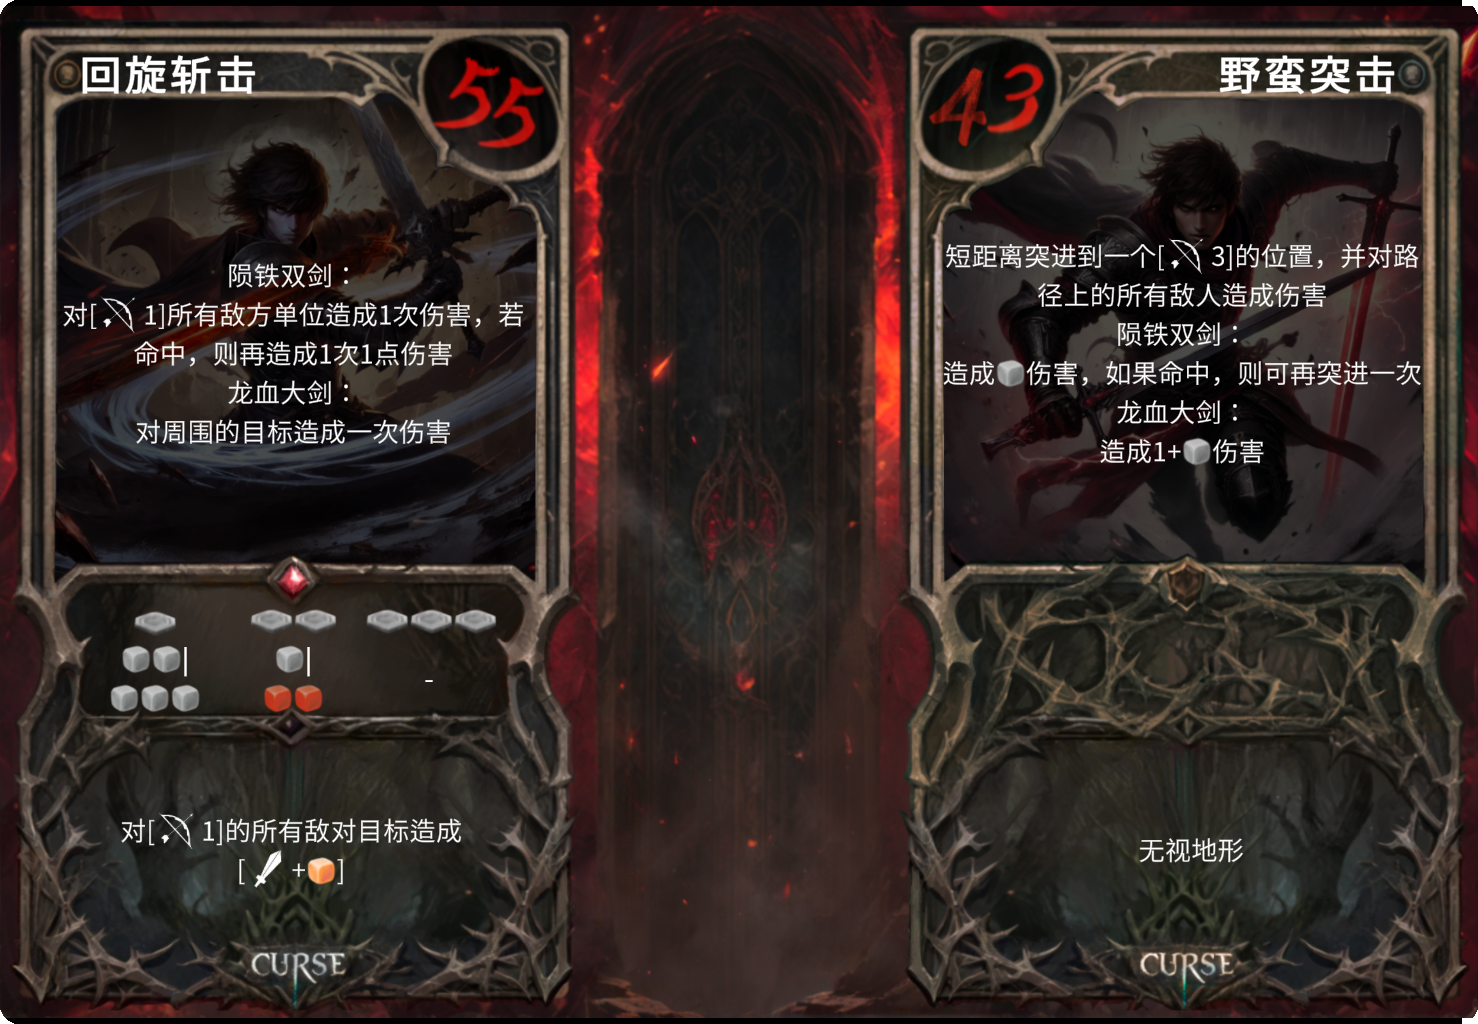 回旋斩击
55
陨铁双剑：
对[ 1]所有敌方单位造成1次伤害，若
命中，则再造成1次1点伤害
龙血大剑：
对周围的目标造成一次伤害
|
|
-
对[ 1]的所有敌对目标造成
[ + ]
CURSE
43
野蛮突击
短距离突进到一个[ 3]的位置，并对路
径上的所有敌人造成伤害
陨铁双剑：
造成 伤害，如果命中，则可再突进一次
龙血大剑：
造成1+ 伤害
无视地形
CURSE